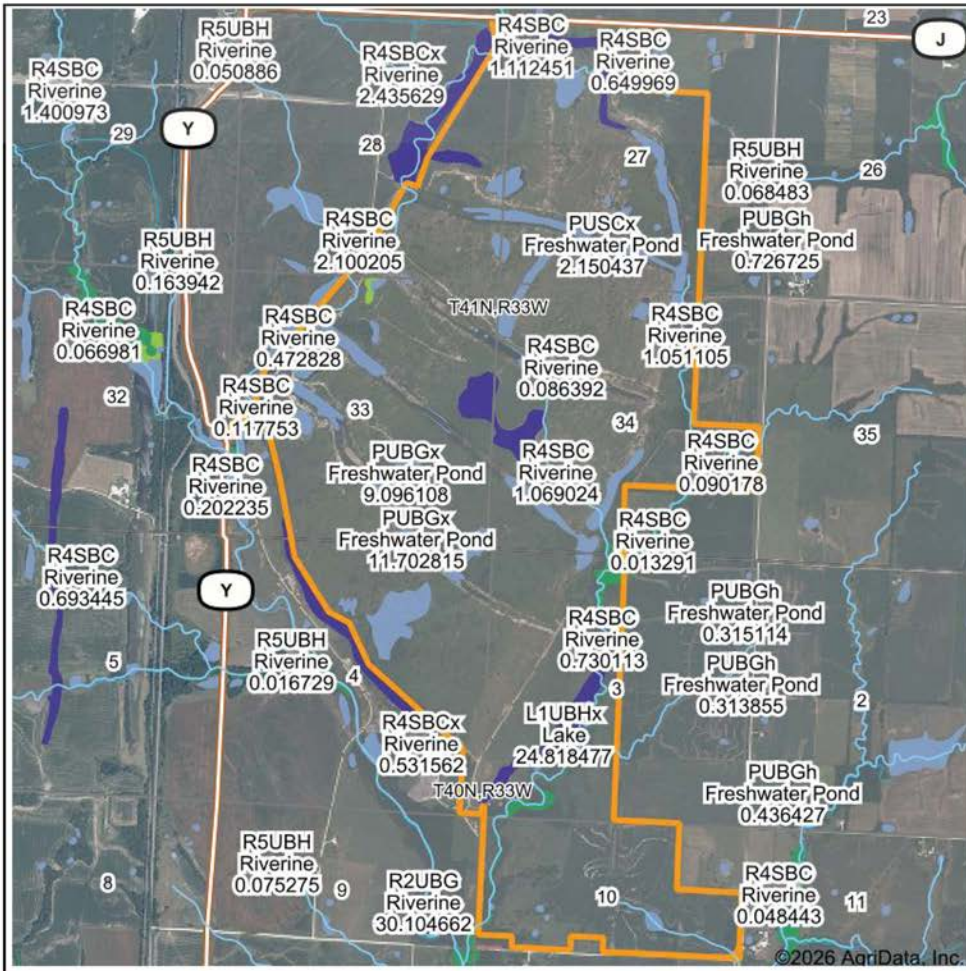 23
J
R5UBH
Riverine
0.050886
R4SBCx
Riverine
2.435629
R4SBC
Riverine
1.112451
R4SBC
Riverine
0.649969
R4SBC
Riverine
1.400973
29
Y
28
27
26
R5UBH
Riverine
0.068483
R5UBH
Riverine
0.163942
R4SBC
Riverine
2.100205
PUSCx
Freshwater Pond
2.150437
PUBGh
Freshwater Pond
0.726725
T41N,R33W
R4SBC
Riverine
0.066981
R4SBC
Riverine
0.472828
R4SBC
Riverine
0.086392
R4SBC
Riverine
1.051105
32
R4SBC
Riverine
0.117753
33
34
35
R4SBC
Riverine
0.202235
PUBGx
Freshwater Pond
9.096108
R4SBC
Riverine
1.069024
R4SBC
Riverine
0.090178
PUBGx
Freshwater Pond
11.702815
R4SBC
Riverine
0.013291
R4SBC
Riverine
0.693445
Y
PUBGh
Freshwater Pond
0.315114
R5UBH
Riverine
0.016729
R4SBC
Riverine
0.730113
PUBGh
Freshwater Pond
0.313855
5
4
3
2
R4SBCx
Riverine
0.531562
L1UBHx
Lake
24.818477
T40N,R33W
PUBGh
Freshwater Pond
0.436427
R5UBH
Riverine
0.075275
8
9
R2UBG
Riverine
30.104662
10
R4SBC
Riverine
0.048443
11
©2026 AgriData, Inc.